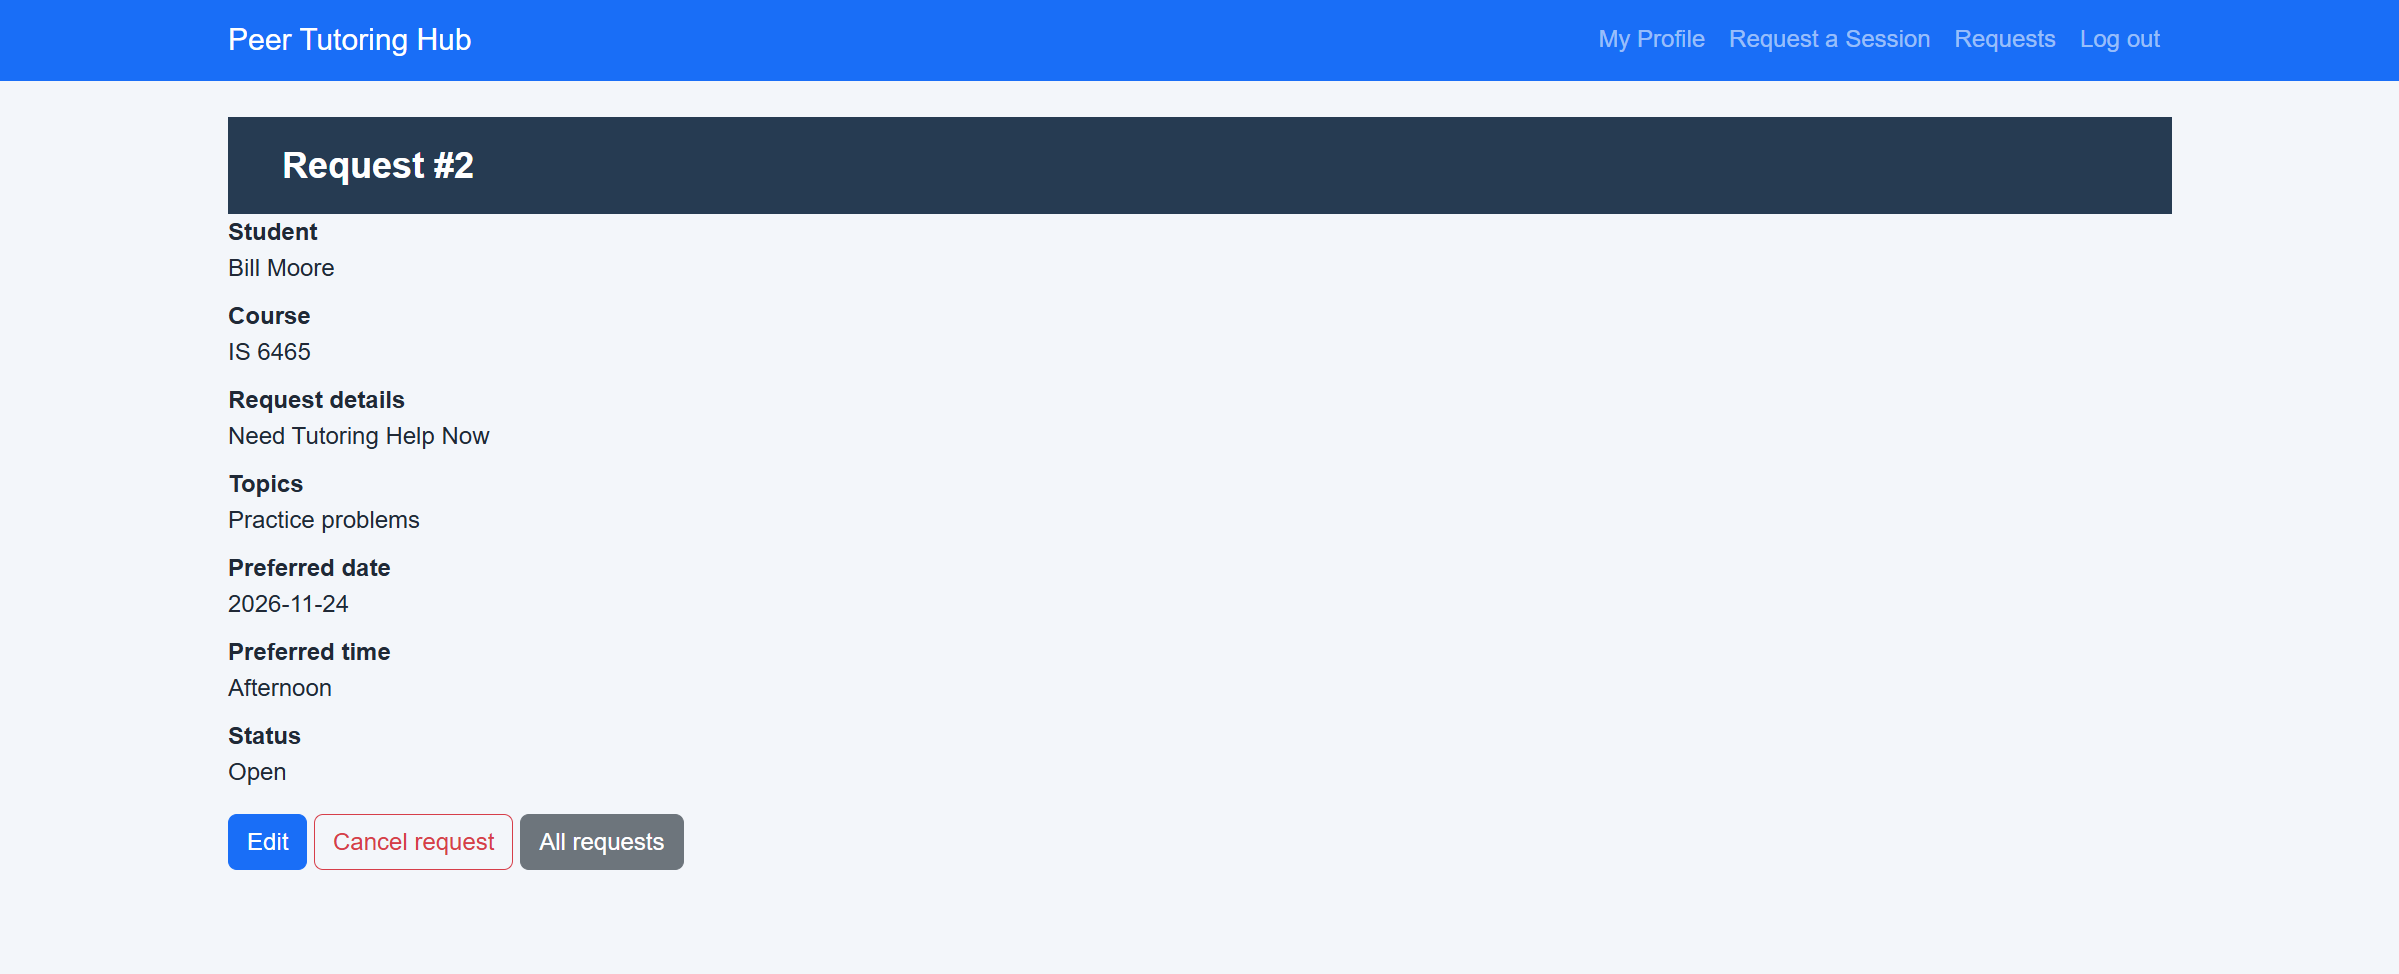 Peer Tutoring Hub
My Profile Request a Session Requests Log out
Request #2
Student
Bill Moore
Course
IS 6465
Request details
Need Tutoring Help Now
Topics
Practice problems
Preferred date
2026-11-24
Preferred time
Afternoon
Status
Open
Edit Cancel request All requests